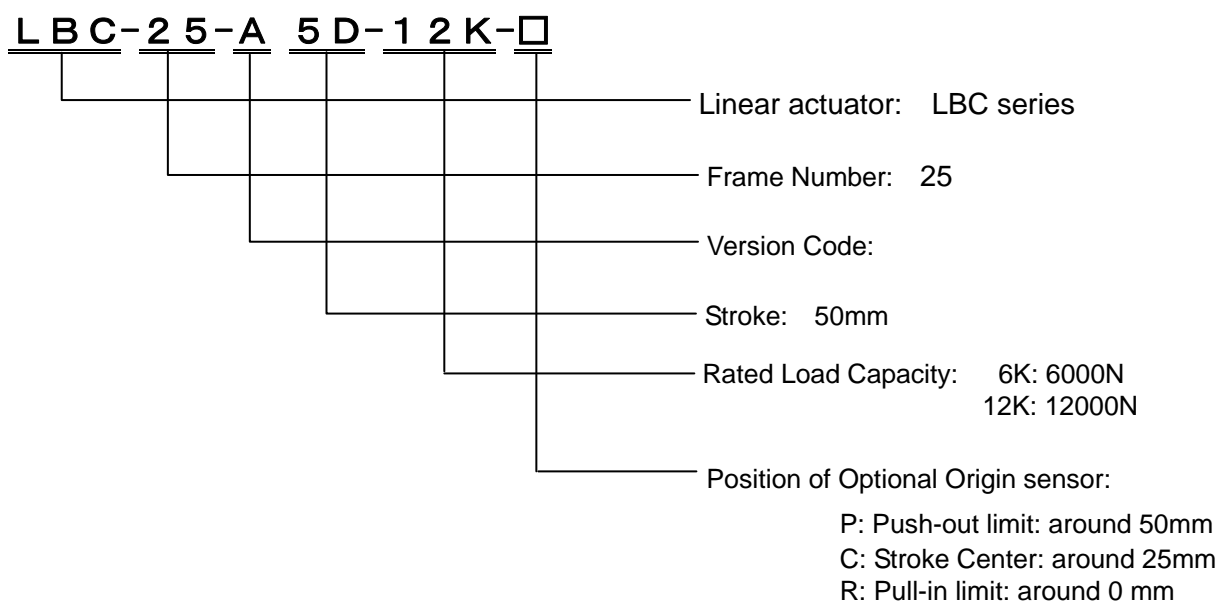 LBC-25-A 5D-12K-□
Linear actuator: LBC series
Frame Number: 25
Version Code:
Stroke: 50mm
Rated Load Capacity: 6K: 6000N
12K: 12000N
Position of Optional Origin sensor:
P: Push-out limit: around 50mm
C: Stroke Center: around 25mm
R: Pull-in limit: around 0 mm